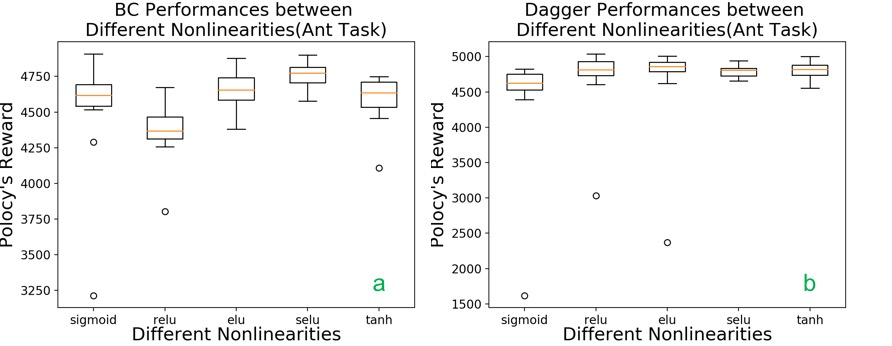 BC Performances between
Different Nonlinearities(Ant Task)
Polocy's Reward
4750
4500
4250
4000
3750
3500
3250
a
sigmoid relu elu selu tanh
Different Nonlinearities
Dagger Performances between
Different Nonlinearities(Ant Task)
Polocy's Reward
5000
4500
4000
3500
3000
2500
2000
1500
b
sigmoid relu elu selu tanh
Different Nonlinearities